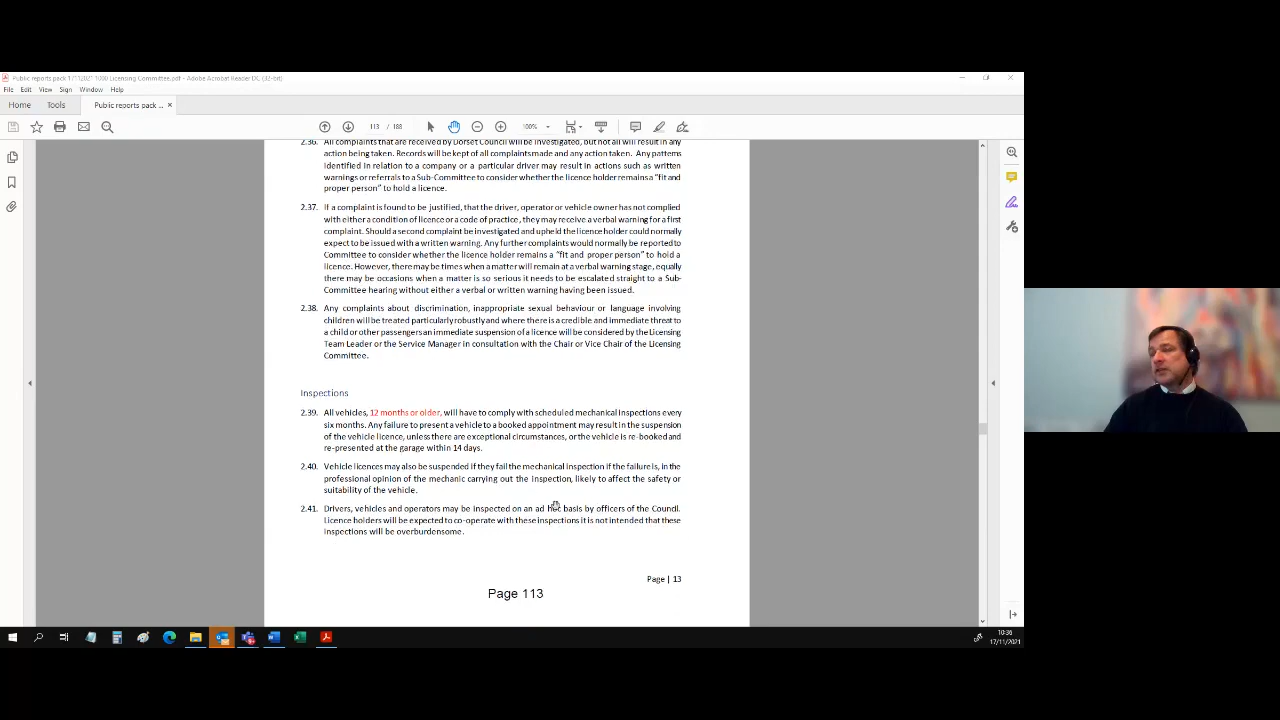 Public reports pack 17112021 1000 Licensing Committee.pdf - Adobe Acrobat Reader DC (32-bit)
File Edit View Sign Window Help
Home Tools Public reports pack ... ×
113 / 188 100%
2.36. All complaints that are received by Dorset Council will be investigated, but not all will result in any
action being taken. Records will be kept of all complaints made and any action taken. Any patterns
identified in relation to a company or a particular driver may result in actions such as written
warnings or referrals to a Sub-Committee to consider whether the licence holder remains a "fit and
proper person" to hold a licence.
2.37. If a complaint is found to be justified, that the driver, operator or vehicle owner has not complied
with either a condition of licence or a code of practice, they may receive a verbal warning for a first
complaint. Should a second complaint be investigated and upheld the licence holder could normally
expect to be issued with a written warning. Any further complaints would normally be reported to
Committee to consider whether the licence holder remains a "fit and proper person" to hold a
licence. However, there may be times when a matter will remain at a verbal warning stage, equally
there may be occasions when a matter is so serious it needs to be escalated straight to a Sub-
Committee hearing without either a verbal or written warning having been issued.
2.38. Any complaints about discrimination, inappropriate sexual behaviour or language involving
children will be treated particularly robustly and where there is a credible and immediate threat to
a child or other passengers an immediate suspension of a licence will be considered by the Licensing
Team Leader or the Service Manager in consultation with the Chair or Vice Chair of the Licensing
Committee.
Inspections
2.39. All vehicles, 12 months or older, will have to comply with scheduled mechanical inspections every
six months. Any failure to present a vehicle to a booked appointment may result in the suspension
of the vehicle licence, unless there are exceptional circumstances, or the vehicle is re-booked and
re-presented at the garage within 14 days.
2.40. Vehicle licences may also be suspended if they fail the mechanical inspection if the failure is, in the
professional opinion of the mechanic carrying out the inspection, likely to affect the safety or
suitability of the vehicle.
2.41. Drivers, vehicles and operators may be inspected on an ad hoc basis by officers of the Council.
Licence holders will be expected to co-operate with these inspections it is not intended that these
inspections will be overburdensome.
Page | 13
Page 113
10:36
17/11/2021